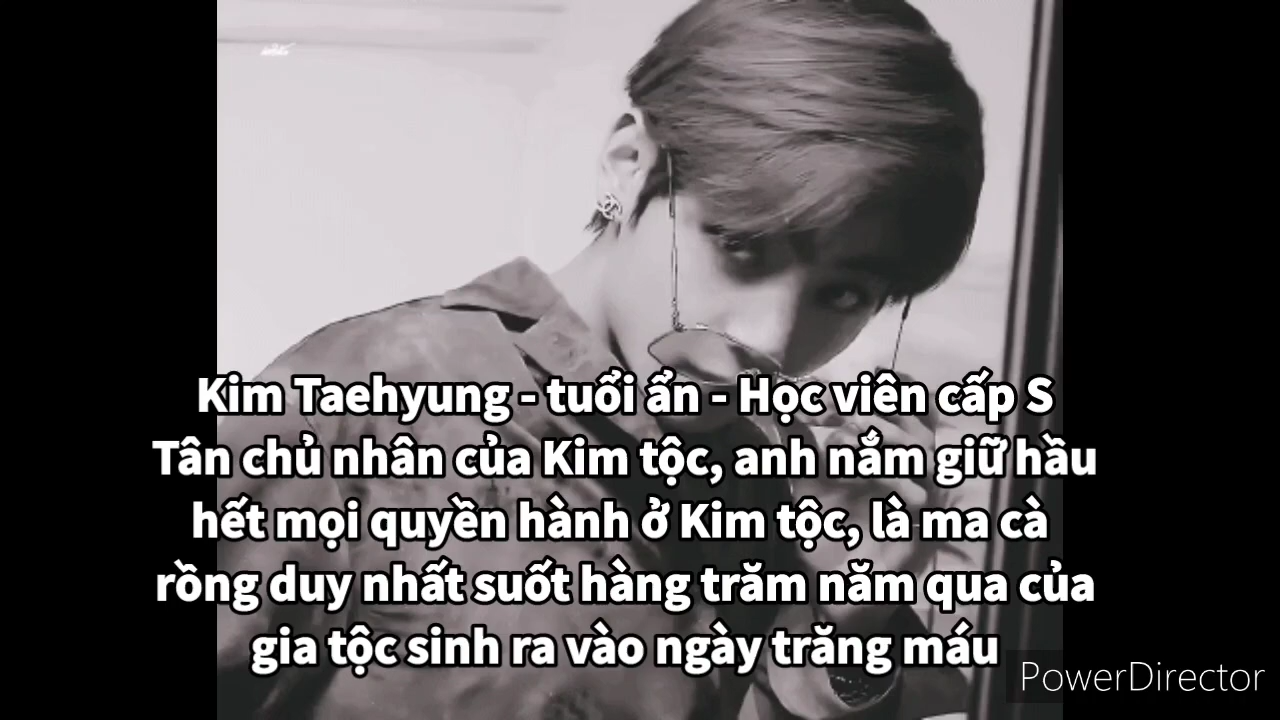 Kim Taehyung - tuổi ẩn - Học viên cấp S
Tân chủ nhân của Kim tộc, anh nắm giữ hầu
hết mọi quyền hành ở Kim tộc, là ma cà
rồng duy nhất suốt hàng trăm năm qua của
gia tộc sinh ra vào ngày trăng máu
PowerDirector